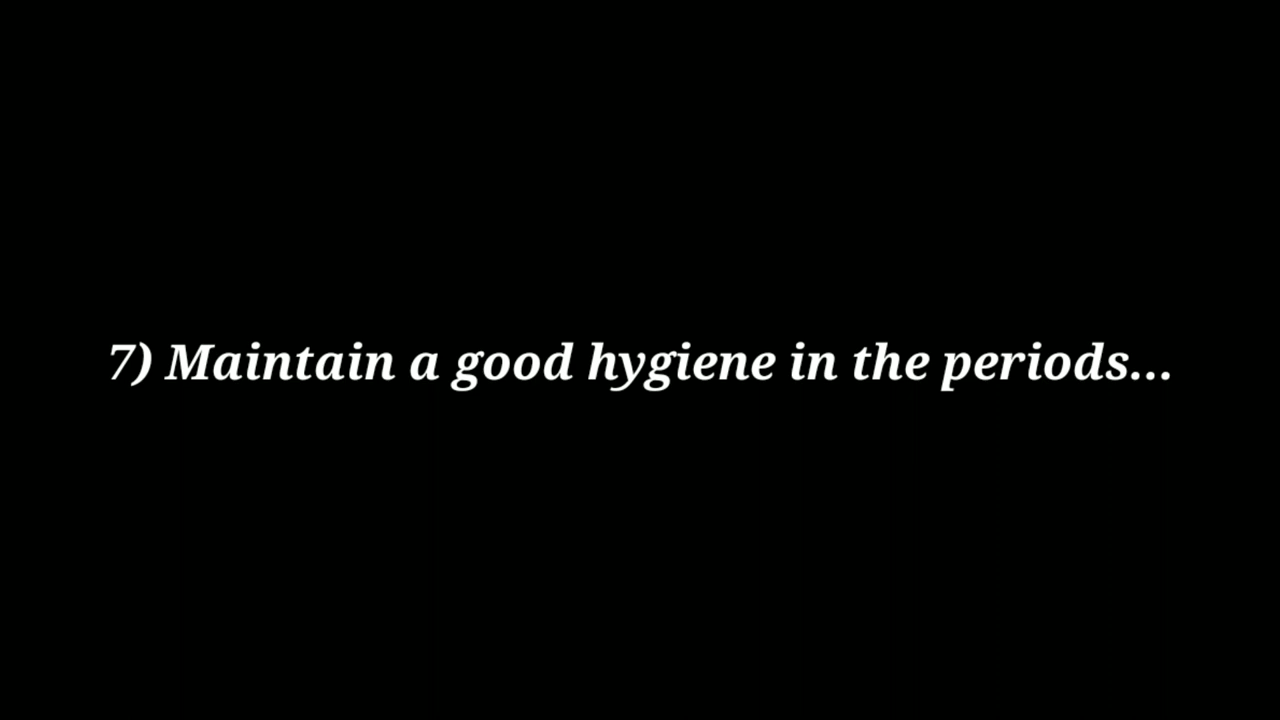 7) Maintain a good hygiene in the periods...